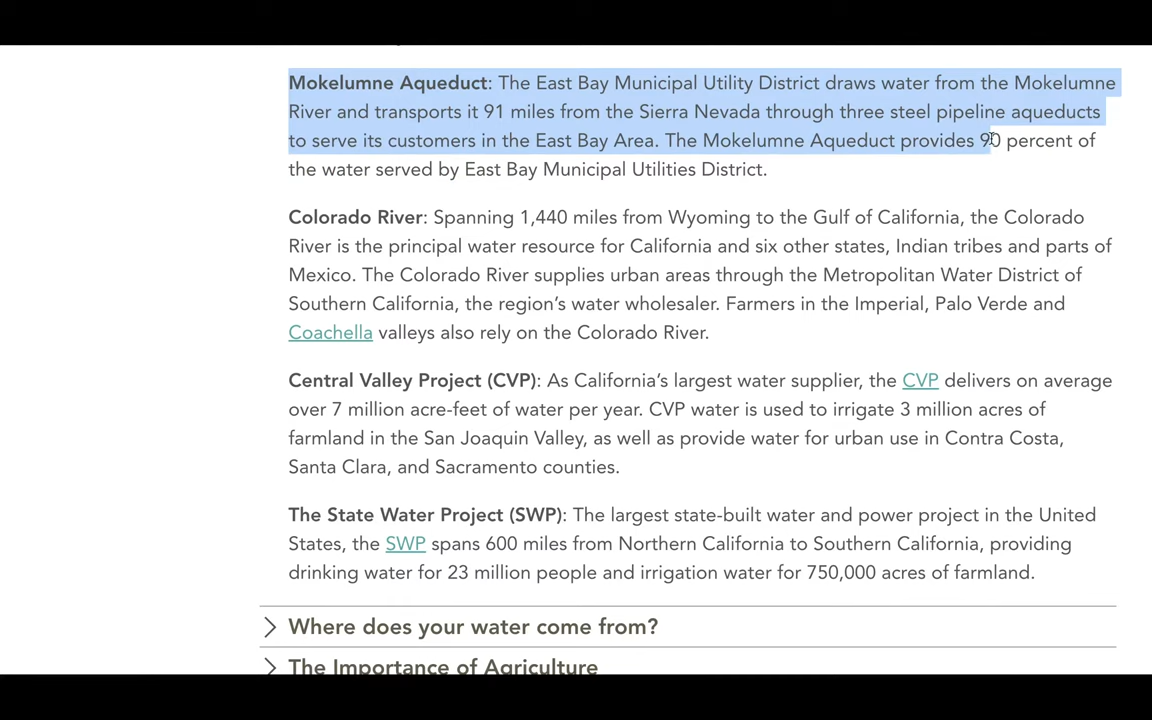 Mokelumne Aqueduct: The East Bay Municipal Utility District draws water from the Mokelumne
River and transports it 91 miles from the Sierra Nevada through three steel pipeline aqueducts
to serve its customers in the East Bay Area. The Mokelumne Aqueduct provides 90 percent of
the water served by East Bay Municipal Utilities District.
Colorado River: Spanning 1,440 miles from Wyoming to the Gulf of California, the Colorado
River is the principal water resource for California and six other states, Indian tribes and parts of
Mexico. The Colorado River supplies urban areas through the Metropolitan Water District of
Southern California, the region’s water wholesaler. Farmers in the Imperial, Palo Verde and
Coachella valleys also rely on the Colorado River.
Central Valley Project (CVP): As California’s largest water supplier, the CVP delivers on average
over 7 million acre-feet of water per year. CVP water is used to irrigate 3 million acres of
farmland in the San Joaquin Valley, as well as provide water for urban use in Contra Costa,
Santa Clara, and Sacramento counties.
The State Water Project (SWP): The largest state-built water and power project in the United
States, the SWP spans 600 miles from Northern California to Southern California, providing
drinking water for 23 million people and irrigation water for 750,000 acres of farmland.
Where does your water come from?
The Importance of Agriculture